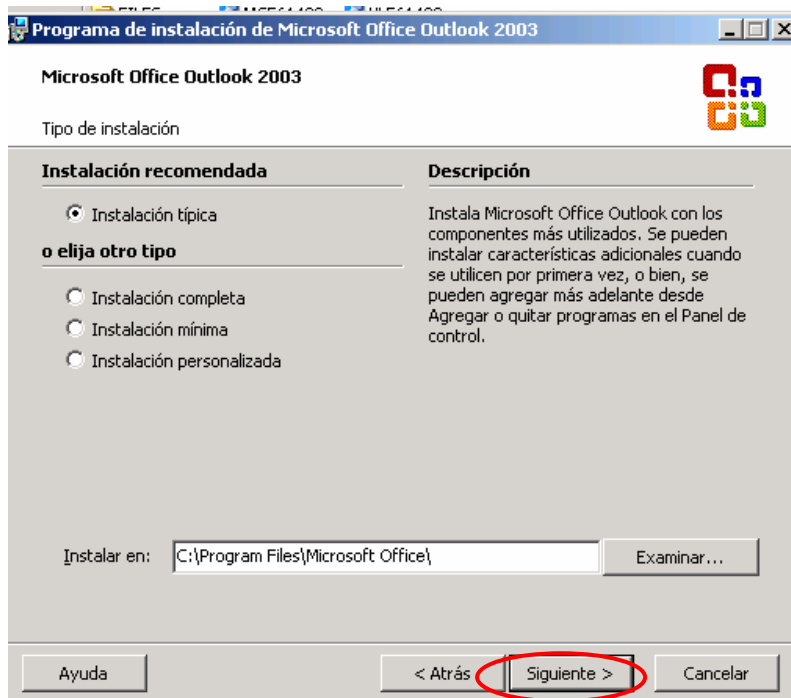 Programa de instalación de Microsoft Office Outlook 2003
Microsoft Office Outlook 2003
Tipo de instalación
Instalación recomendada
Instalación típica
o elija otro tipo
Instalación completa
Instalación mínima
Instalación personalizada
Descripción
Instala Microsoft Office Outlook con los
componentes más utilizados. Se pueden
instalar características adicionales cuando
se utilicen por primera vez, o bien, se
pueden agregar más adelante desde
Agregar o quitar programas en el Panel de
control.
Instalar en: C:\Program Files\Microsoft Office\ Examinar...
Ayuda < Atrás Siguiente > Cancelar